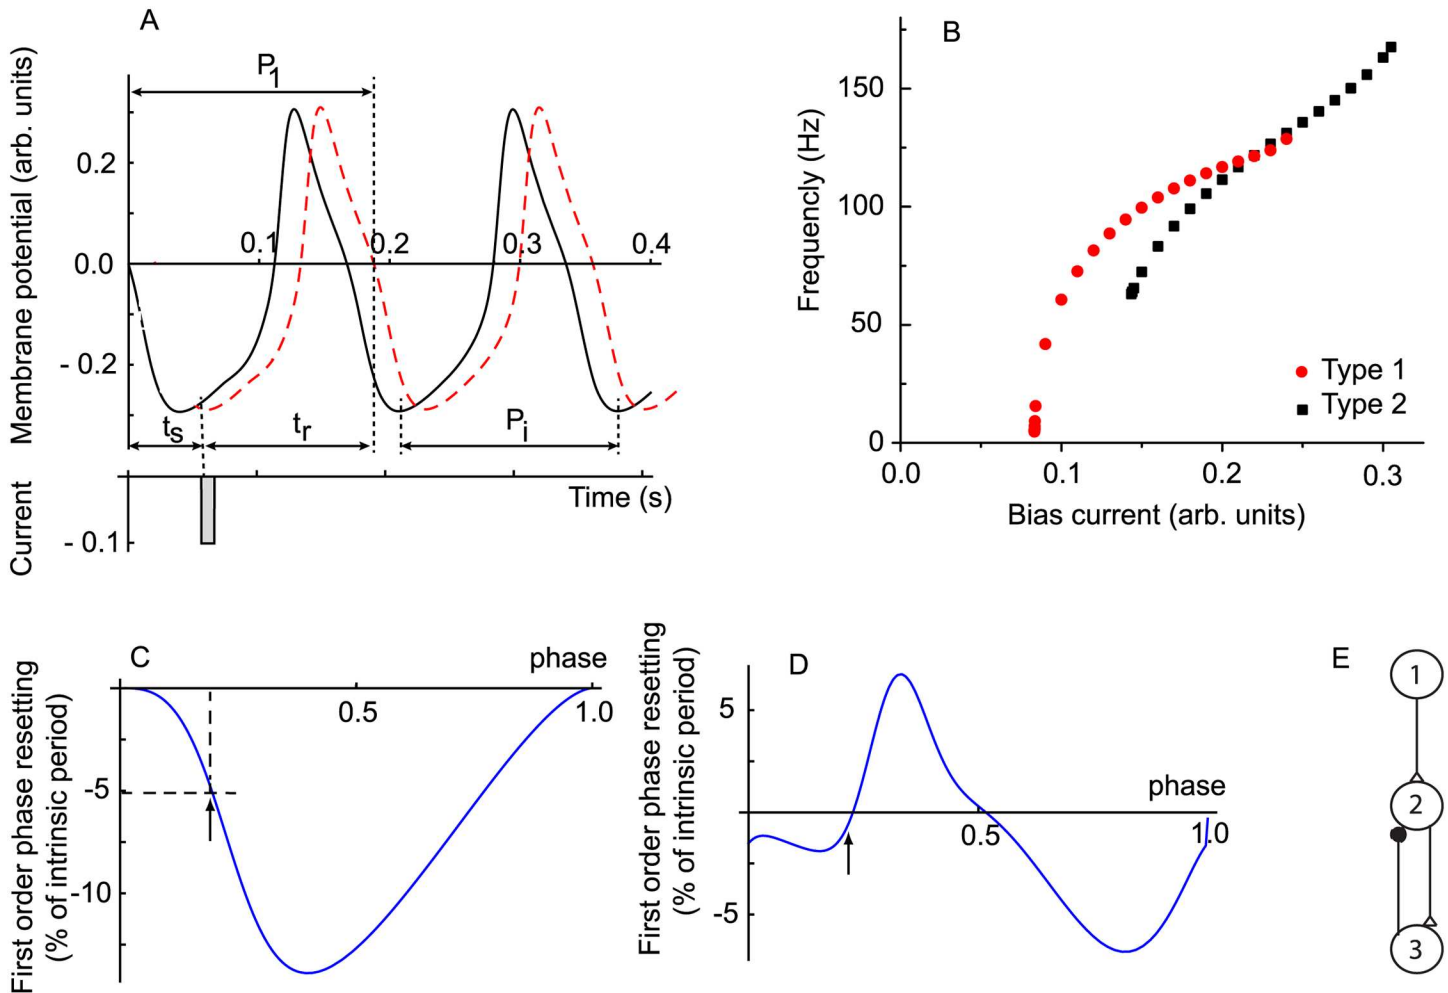 A
Membrane potential (arb. units)
P1
0.2
0.1
0.2
0.3
0.4
0.0
- 0.2
ts
tr
Pi
Time (s)
Current
- 0.1
B
Frequencly (Hz)
150
100
50
0
Type 1
Type 2
0.0
0.1
0.2
0.3
Bias current (arb. units)
C
phase
First order phase resetting
(% of intrinsic period)
0.5
1.0
-5
-10
D
First order phase resetting
(% of intrinsic period)
5
phase
0.5
1.0
-5
E
1
2
3